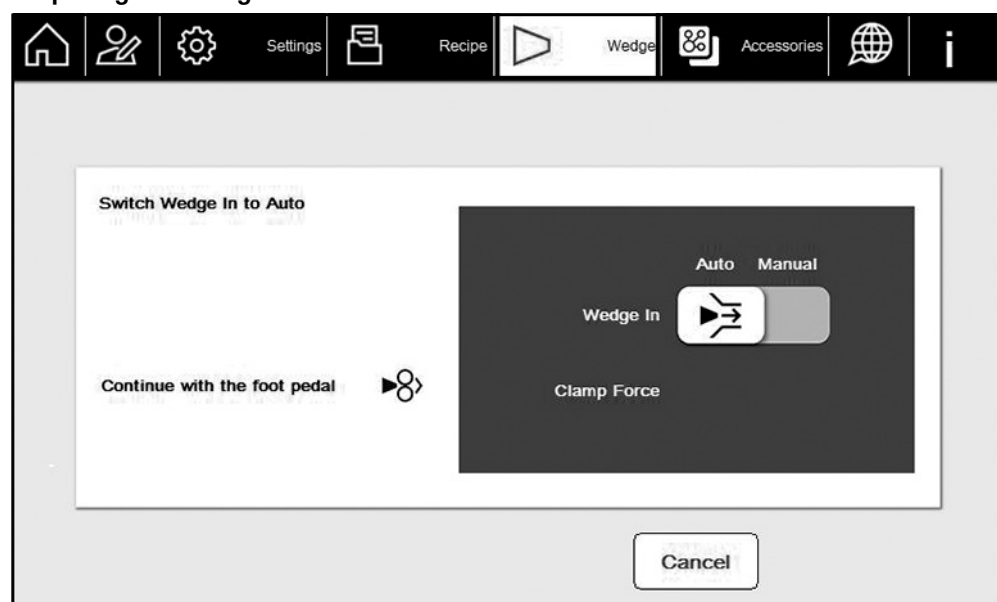 Settings
Recipe
Wedge
Accessories
i
Switch Wedge In to Auto
Auto Manual
Wedge In
Continue with the foot pedal
Clamp Force
Cancel